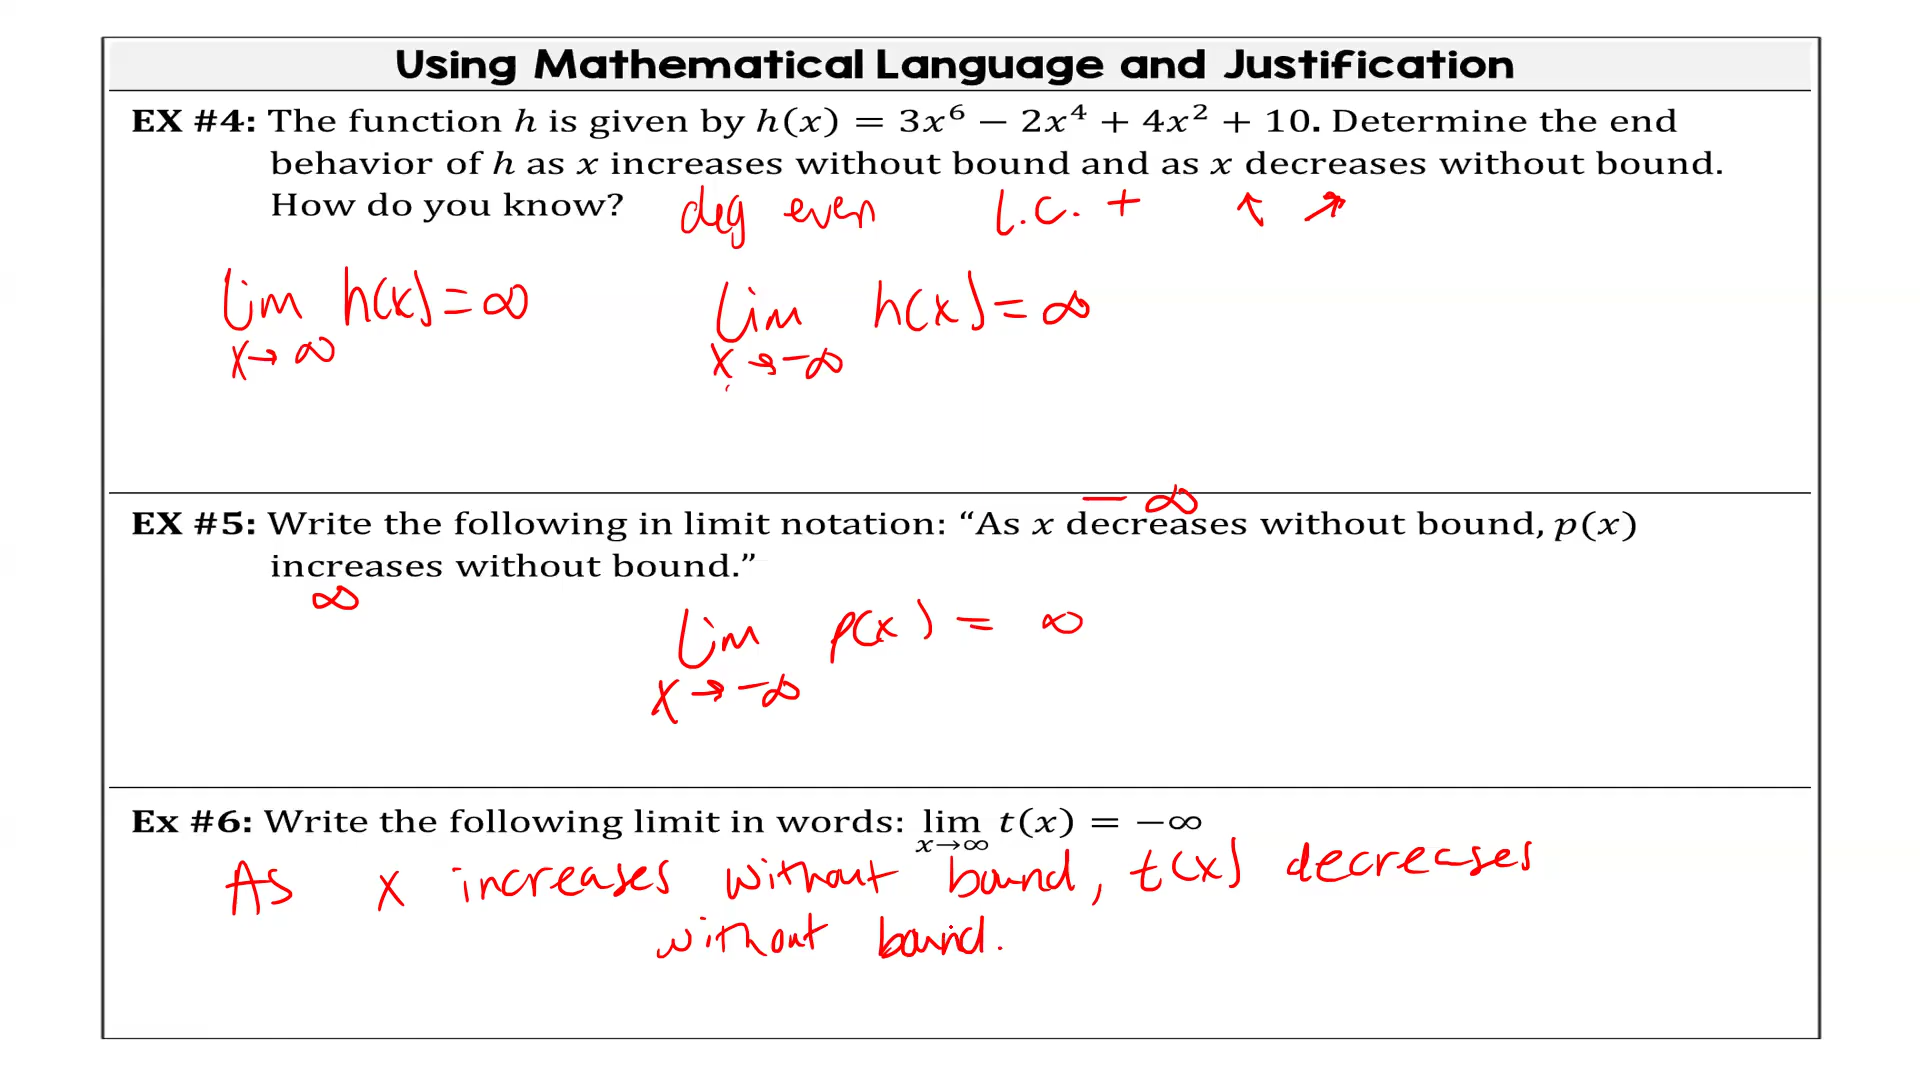 Using Mathematical Language and Justification
EX #4: The function h is given by h(x) = 3x⁶ − 2x⁴ + 4x² + 10. Determine the end
behavior of h as x increases without bound and as x decreases without bound.
How do you know? deg even L.C. + ↖ ↗
lim h(x) = ∞ lim h(x) = ∞
x→∞ x→-∞
-∞
EX #5: Write the following in limit notation: “As x decreases without bound, p(x)
increases without bound.”
∞
lim p(x) = ∞
x→-∞
Ex #6: Write the following limit in words: lim t(x) = −∞
x→∞
As x increases without bound, t(x) decreases
without bound.